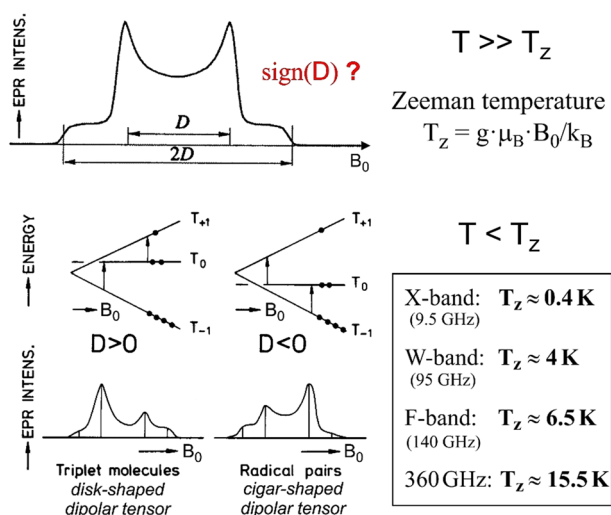 EPR INTENS.
sign(D) ?
D
2D
B₀
T >> Tz
Zeeman temperature
Tz = g·μB·B₀/kB
ENERGY
T+1
T₀
T−1
B₀
D>0
T+1
T₀
T−1
B₀
D<0
T < Tz
X-band: Tz ≈ 0.4 K
(9.5 GHz)
W-band: Tz ≈ 4 K
(95 GHz)
F-band: Tz ≈ 6.5 K
(140 GHz)
360 GHz: Tz ≈ 15.5 K
EPR INTENS.
B₀
B₀
Triplet molecules
disk-shaped
dipolar tensor
Radical pairs
cigar-shaped
dipolar tensor